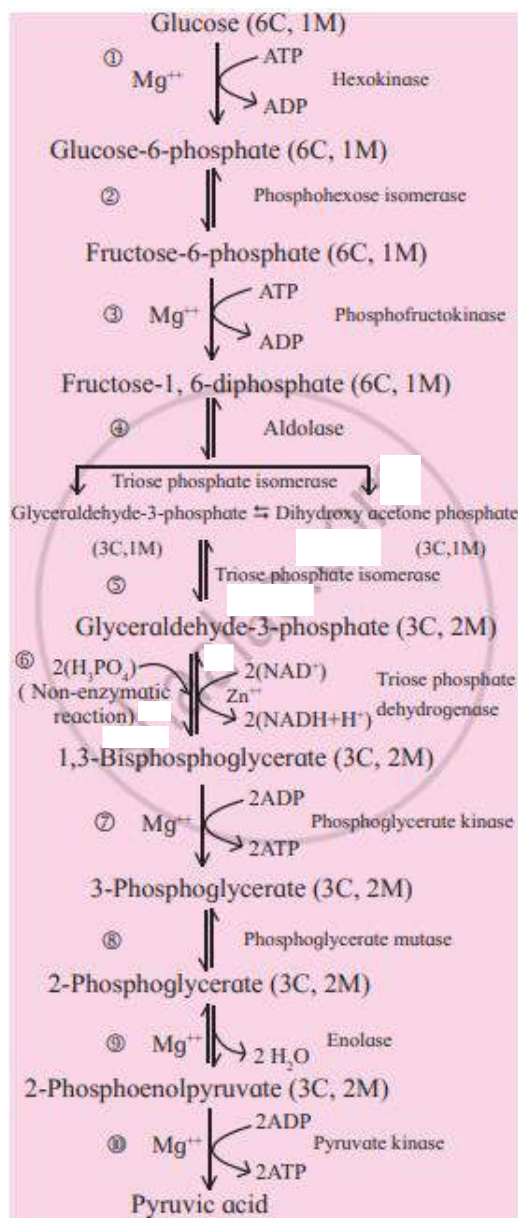 Glucose (6C, 1M)
① Mg⁺⁺ ATP Hexokinase
ADP
Glucose-6-phosphate (6C, 1M)
② Phosphohexose isomerase
Fructose-6-phosphate (6C, 1M)
③ Mg⁺⁺ ATP Phosphofructokinase
ADP
Fructose-1, 6-diphosphate (6C, 1M)
④ Aldolase
Triose phosphate isomerase
Glyceraldehyde-3-phosphate ⇆ Dihydroxy acetone phosphate
(3C,1M) (3C,1M)
⑤ Triose phosphate isomerase
Glyceraldehyde-3-phosphate (3C, 2M)
⑥ 2(H₃PO₄) 2(NAD⁺) Triose phosphate
( Non-enzymatic Zn⁺⁺ dehydrogenase
reaction) 2(NADH+H⁺)
1,3-Bisphosphoglycerate (3C, 2M)
⑦ Mg⁺⁺ 2ADP Phosphoglycerate kinase
2ATP
3-Phosphoglycerate (3C, 2M)
⑧ Phosphoglycerate mutase
2-Phosphoglycerate (3C, 2M)
⑨ Mg⁺⁺ Enolase
2 H₂O
2-Phosphoenolpyruvate (3C, 2M)
⑩ Mg⁺⁺ 2ADP Pyruvate kinase
2ATP
Pyruvic acid